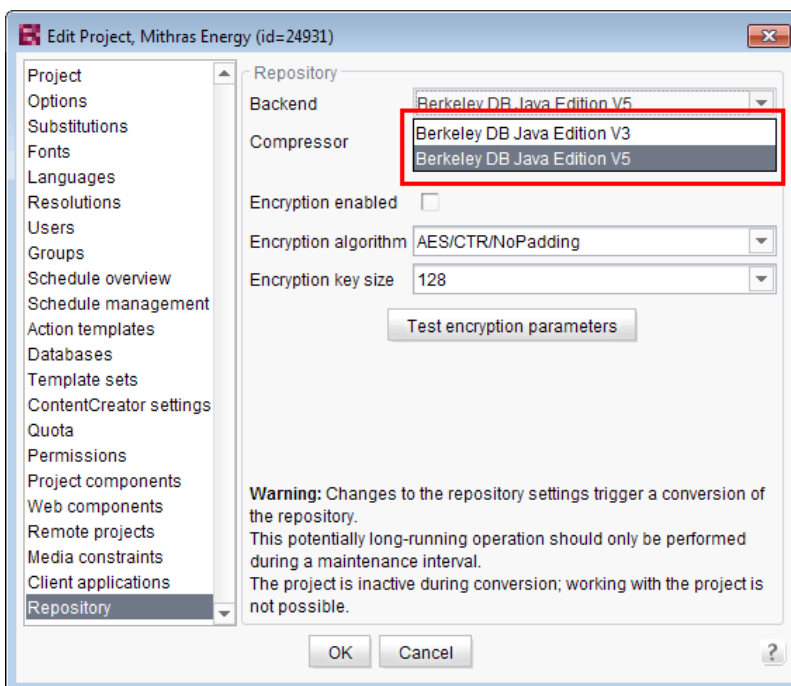 Edit Project, Mithras Energy (id=24931)
Project
Options
Substitutions
Fonts
Languages
Resolutions
Users
Groups
Schedule overview
Schedule management
Action templates
Databases
Template sets
ContentCreator settings
Quota
Permissions
Project components
Web components
Remote projects
Media constraints
Client applications
Repository
Repository
Backend
Berkeley DB Java Edition V5
Compressor
Berkeley DB Java Edition V3
Berkeley DB Java Edition V5
Encryption enabled
Encryption algorithm
AES/CTR/NoPadding
Encryption key size
128
Test encryption parameters
Warning: Changes to the repository settings trigger a conversion of
the repository.
This potentially long-running operation should only be performed
during a maintenance interval.
The project is inactive during conversion; working with the project is
not possible.
OK
Cancel
?